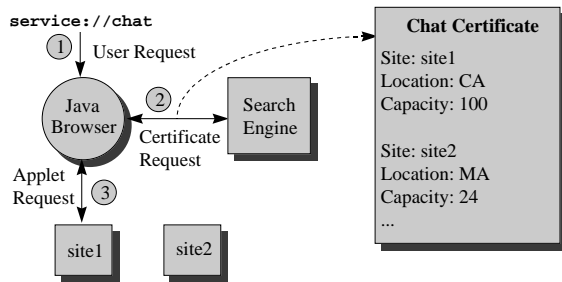 service://chat
1
User Request
Java
Browser
2
Certificate
Request
Search
Engine
Applet
Request
3
site1
site2
Chat Certificate
Site: site1
Location: CA
Capacity: 100
Site: site2
Location: MA
Capacity: 24
...